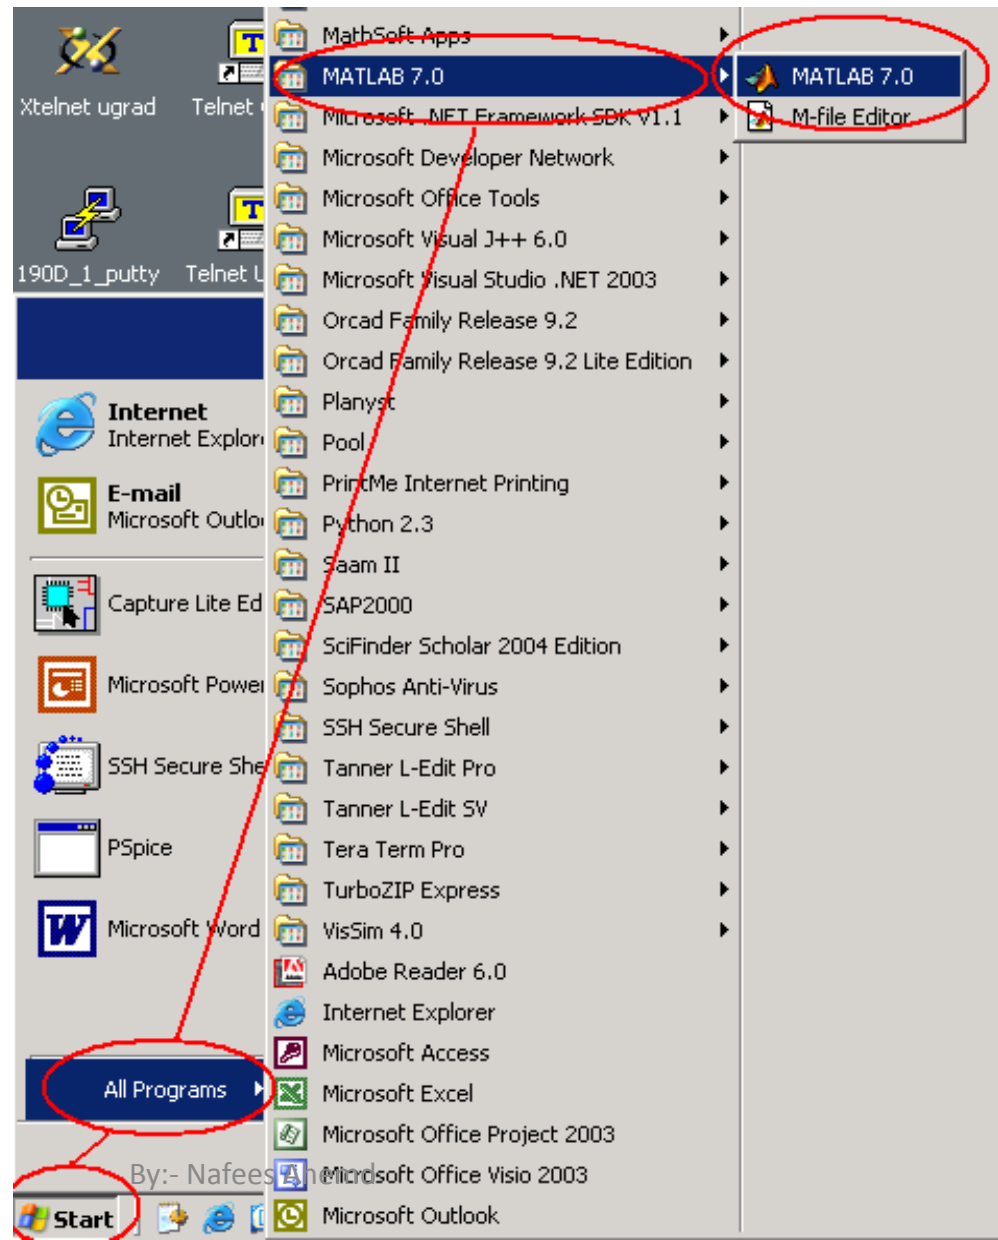 Xtelnet ugrad
Telnet
190D_1_putty
Telnet
Internet
Internet
E-mail
Microsoft
Capture Lite
Microsoft
SSH Secure
PSpice
Microsoft Word
All Programs
Start
MathSoft Apps
MATLAB 7.0
Microsoft .NET Framework SDK v1.1
Microsoft Developer Network
Microsoft Office Tools
Microsoft Visual J++ 6.0
Microsoft Visual Studio .NET 2003
Orcad Family Release 9.2
Orcad Family Release 9.2 Lite Edition
Planyst
Pool
PrintMe Internet Printing
Python 2.3
Saam II
SAP2000
SciFinder Scholar 2004 Edition
Sophos Anti-Virus
SSH Secure Shell
Tanner L-Edit Pro
Tanner L-Edit SV
Tera Term Pro
TurboZIP Express
VisSim 4.0
Adobe Reader 6.0
Internet Explorer
Microsoft Access
Microsoft Excel
Microsoft Office Project 2003
Microsoft Office Visio 2003
Microsoft Outlook
MATLAB 7.0
M-file Editor
By:- Nafees Ahemd